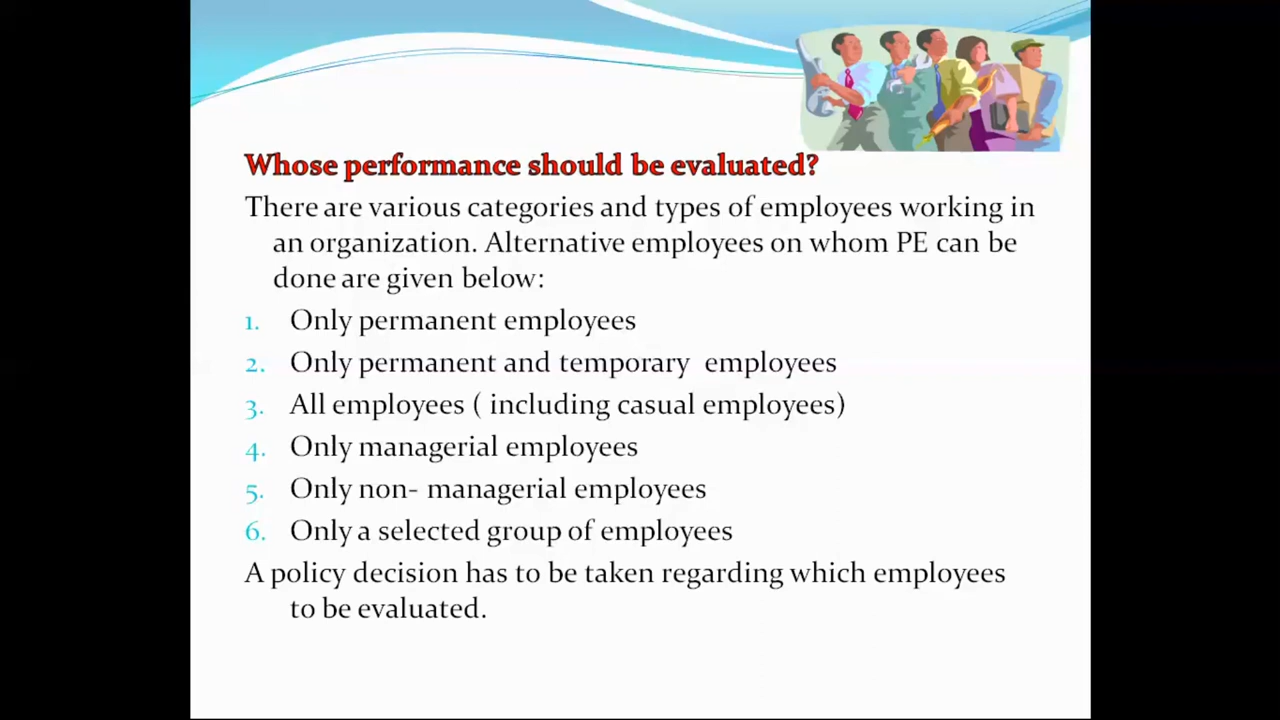 Whose performance should be evaluated?
There are various categories and types of employees working in
an organization. Alternative employees on whom PE can be
done are given below:
1. Only permanent employees
2. Only permanent and temporary employees
3. All employees ( including casual employees)
4. Only managerial employees
5. Only non- managerial employees
6. Only a selected group of employees
A policy decision has to be taken regarding which employees
to be evaluated.